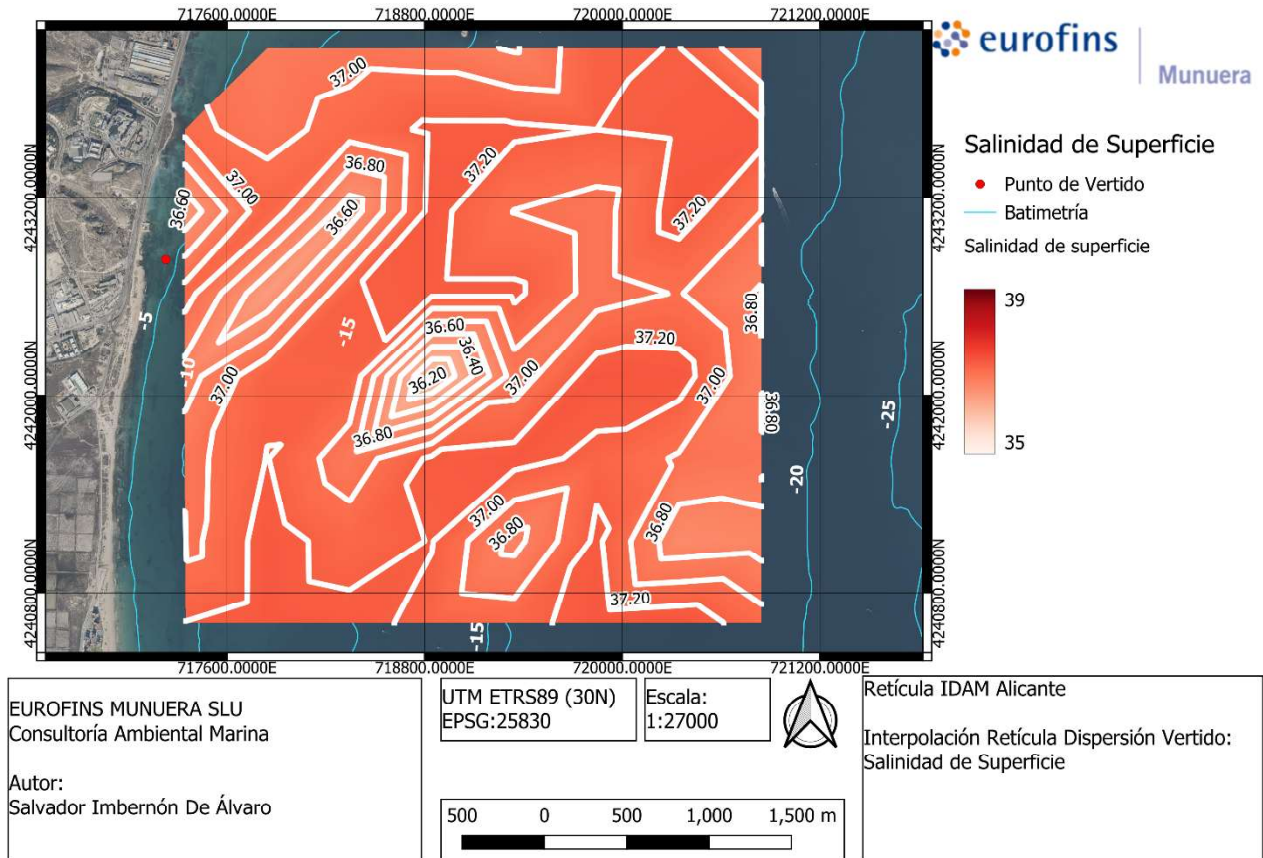 717600.0000E
718800.0000E
720000.0000E
721200.0000E
eurofins
Munuera
Salinidad de Superficie
Punto de Vertido
Batimetría
Salinidad de superficie
39
35
4243200.0000N
4242000.0000N
4240800.0000N
4243200.0000N
4242000.0000N
4240800.0000N
37.00
36.80
37.20
37.00
36.60
36.60
37.20
-5
-15
36.60
36.80
37.20
-10
36.40
37.00
36.20
37.00
37.00
36.80
-25
36.80
-20
37.00
36.80
36.80
37.20
-15
717600.0000E
718800.0000E
720000.0000E
721200.0000E
EUROFINS MUNUERA SLU
Consultoría Ambiental Marina
Autor:
Salvador Imbernón De Álvaro
UTM ETRS89 (30N)
EPSG:25830
Escala:
1:27000
500 0 500 1,000 1,500 m
Retícula IDAM Alicante
Interpolación Retícula Dispersión Vertido:
Salinidad de Superficie